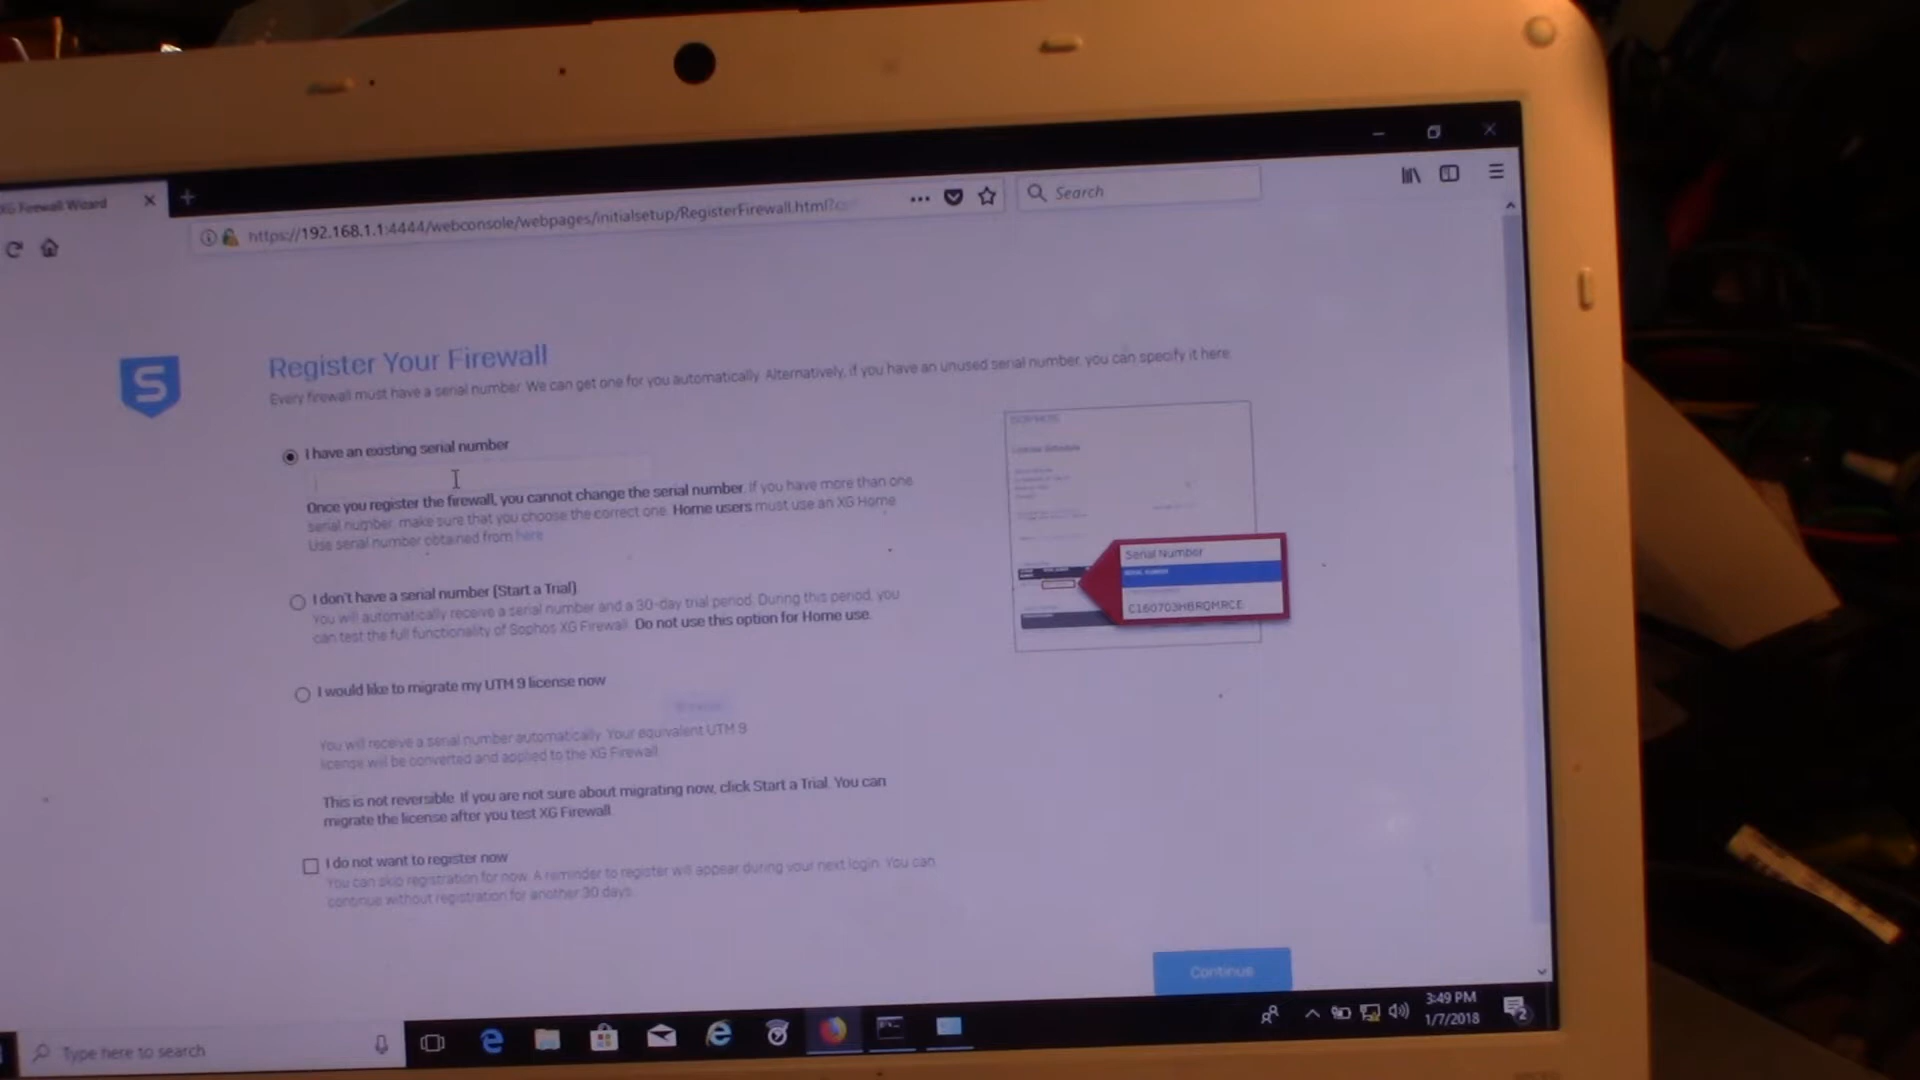 XG Firewall Wizard
https://192.168.1.1:4444/webconsole/webpages/initialsetup/RegisterFirewall.html?
Search
S
Register Your Firewall
Every firewall must have a serial number. We can get one for you automatically. Alternatively, if you have an unused serial number, you can specify it here.
I have an existing serial number
Once you register the firewall, you cannot change the serial number. If you have more than one
serial number, make sure that you choose the correct one. Home users must use an XG Home
Use serial number obtained from here
I don't have a serial number (Start a Trial)
You will automatically receive a serial number and a 30-day trial period. During this period, you
can test the full functionality of Sophos XG Firewall. Do not use this option for Home use.
I would like to migrate my UTM 9 license now
You will receive a serial number automatically. Your equivalent UTM 9
license will be converted and applied to the XG Firewall.
This is not reversible. If you are not sure about migrating now, click Start a Trial. You can
migrate the license after you test XG Firewall.
I do not want to register now
You can skip registration for now. A reminder to register will appear during your next login. You can
continue without registration for another 30 days.
License Schedule
Serial Number
SERIAL NUMBER
C160703HBRQMRCE
Continue
Type here to search
3:49 PM
1/7/2018
2